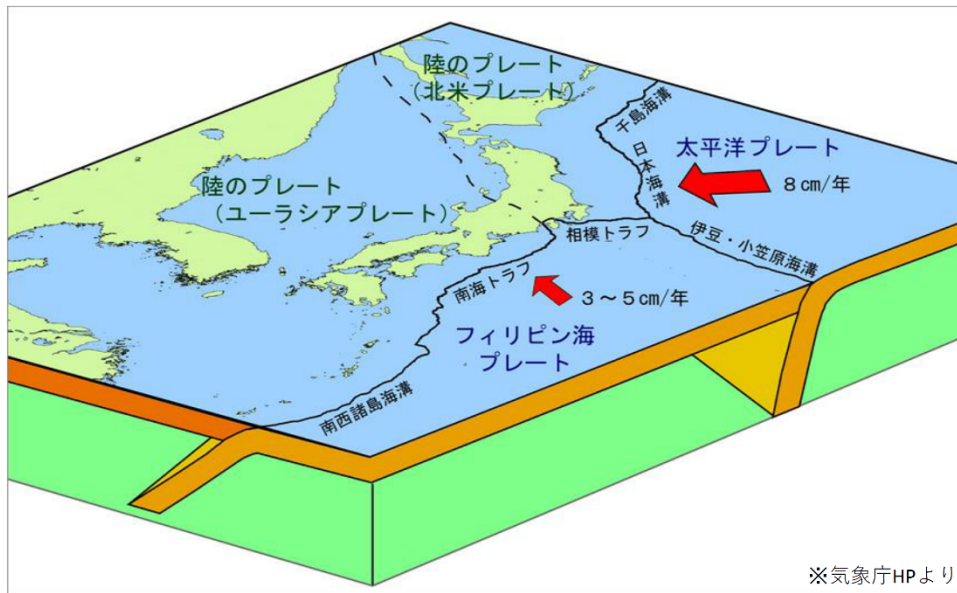 陸のプレート
（北米プレート）
千島海溝
太平洋プレート
日本海溝
8cm/年
陸のプレート
（ユーラシアプレート）
相模トラフ
伊豆・小笠原海溝
南海トラフ
3～5cm/年
フィリピン海
プレート
南西諸島海溝
※気象庁HPより